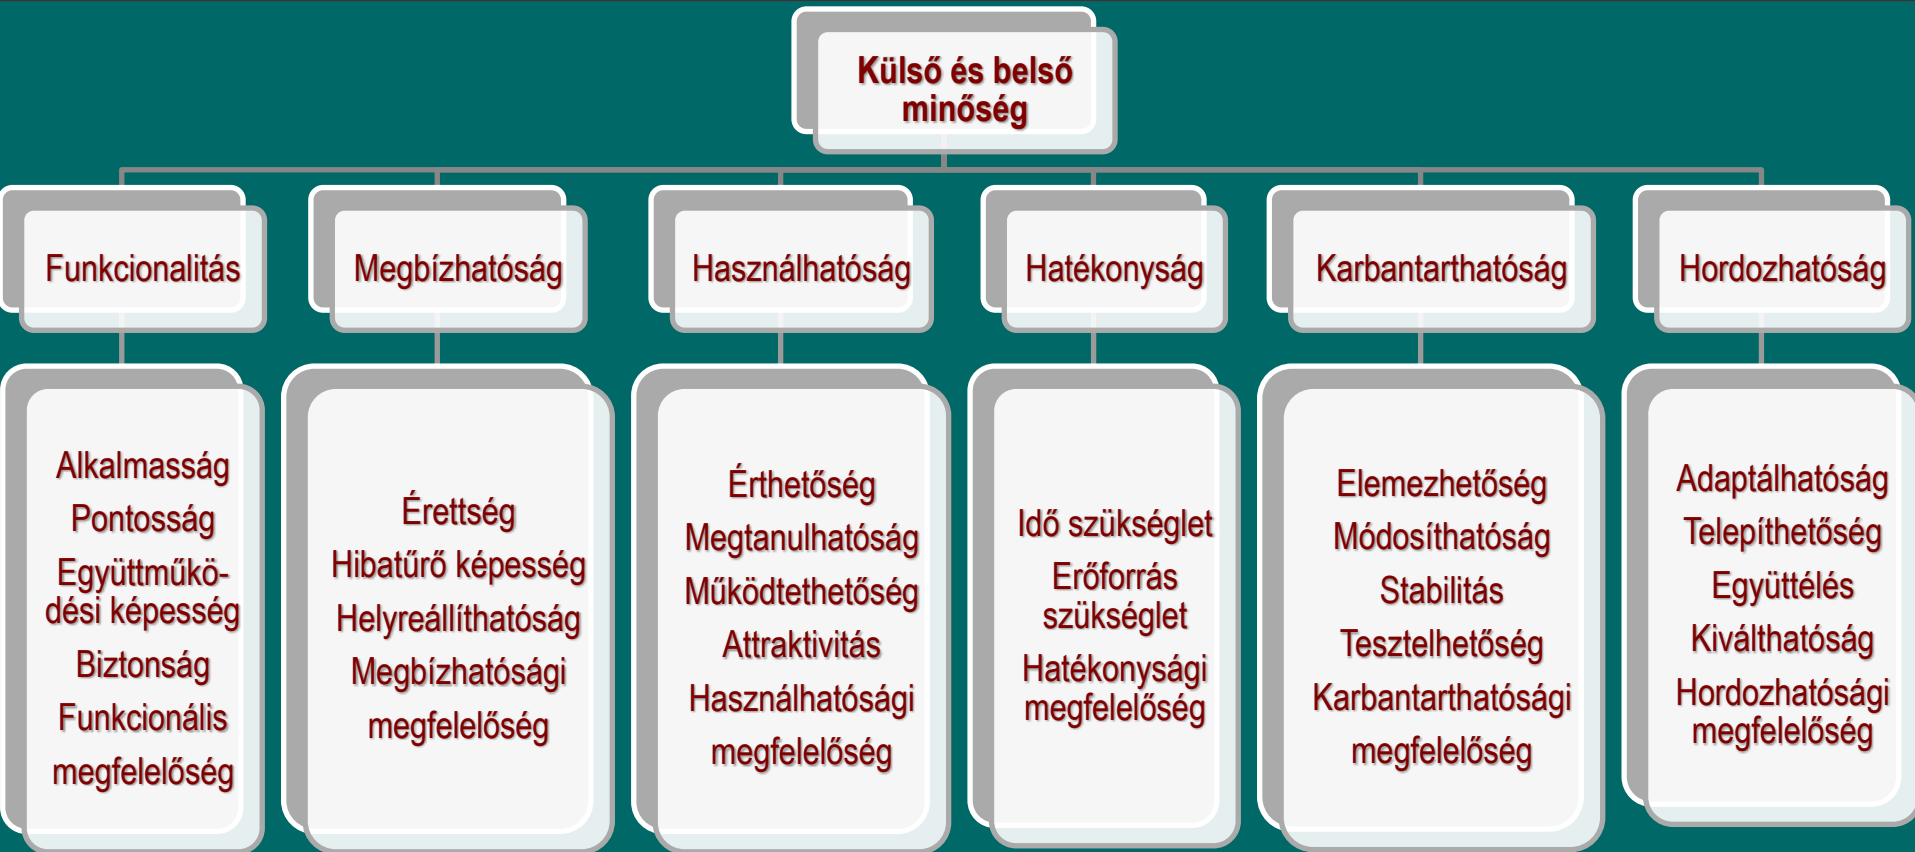 Külső és belső
minőség
Funkcionalitás
Megbízhatóság
Használhatóság
Hatékonyság
Karbantarthatóság
Hordozhatóság
Alkalmasság
Pontosság
Együttműkö-
dési képesség
Biztonság
Funkcionális
megfelelőség
Érettség
Hibatűrő képesség
Helyreállíthatóság
Megbízhatósági
megfelelőség
Érthetőség
Megtanulhatóság
Működtethetőség
Attraktivitás
Használhatósági
megfelelőség
Idő szükséglet
Erőforrás
szükséglet
Hatékonysági
megfelelőség
Elemezhetőség
Módosíthatóság
Stabilitás
Tesztelhetőség
Karbantarthatósági
megfelelőség
Adaptálhatóság
Telepíthetőség
Együttélés
Kiválthatóság
Hordozhatósági
megfelelőség